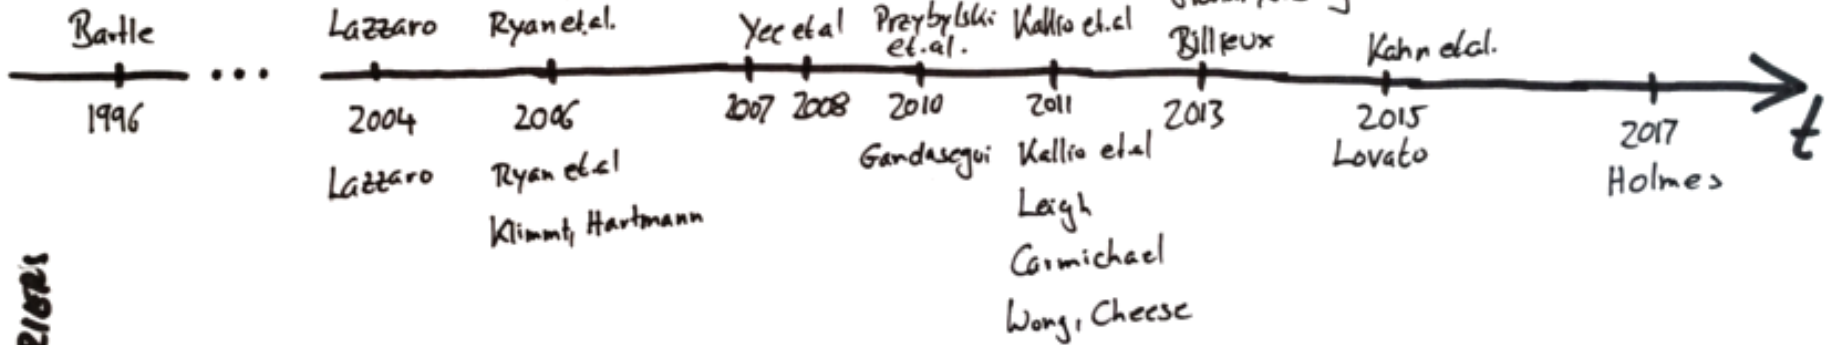 Bartle Lazzaro Ryan et.al. Yee et al Przybylski et.al. Kallio et.al Billieux Kahn et al.
1996 ... 2004 2006 2007 2008 2010 2011 2013 2015 2017 t
Lazzaro Ryan et al Gandasegui Kallio et al Lovato Holmes
Klimmt, Hartmann Leigh
Carmichael
Wong, Cheese